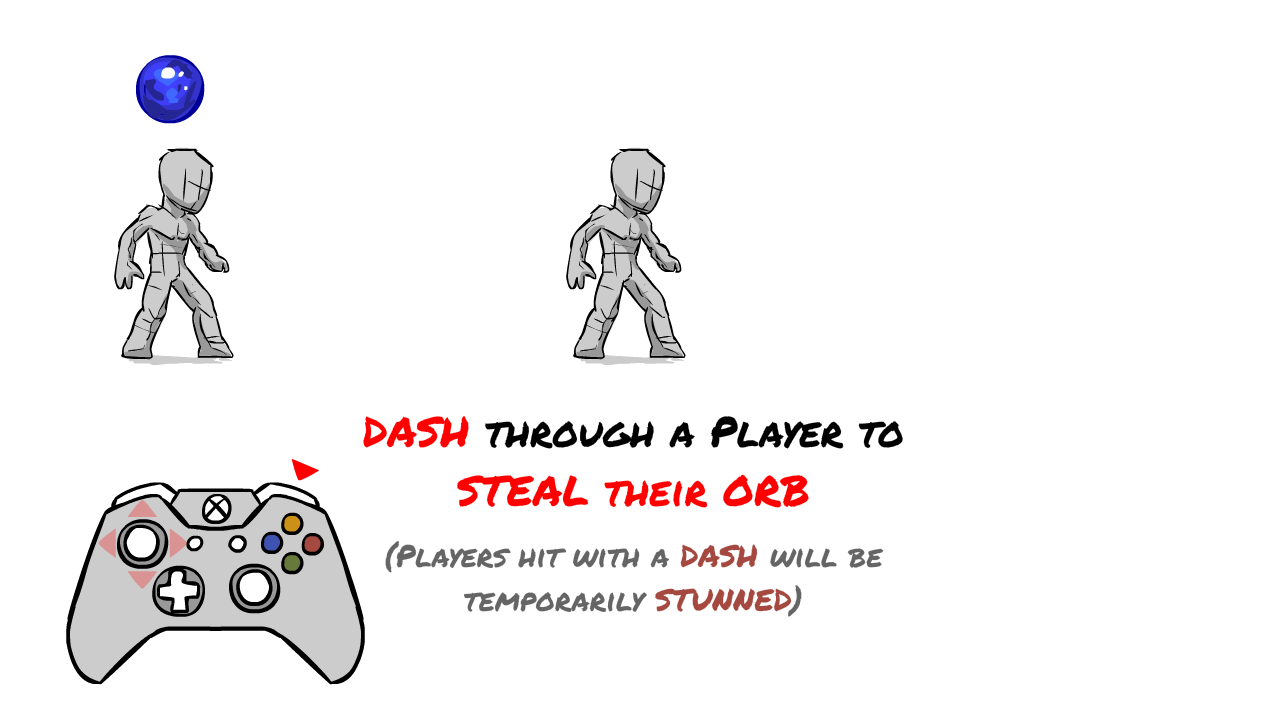 DASH THROUGH A PLAYER TO
STEAL THEIR ORB
(PLAYERS HIT WITH A DASH WILL BE
TEMPORARILY STUNNED)